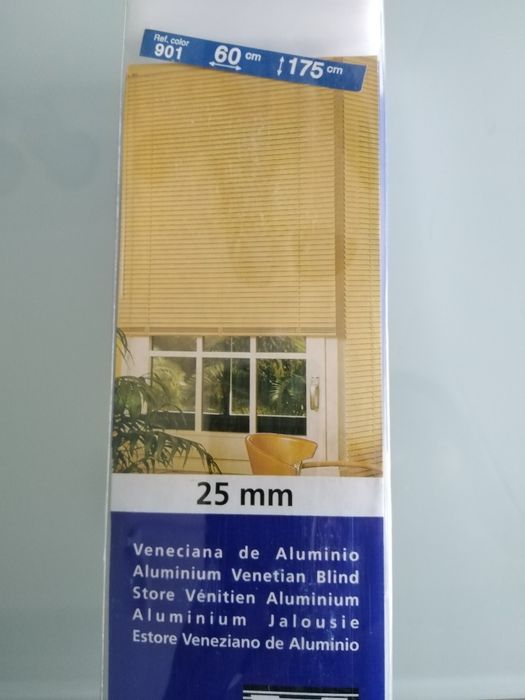 Ref. color
901 60 cm 175 cm
25 mm
Veneciana de Aluminio
Aluminium Venetian Blind
Store Vénitien Aluminium
Aluminium Jalousie
Estore Veneziano de Aluminio